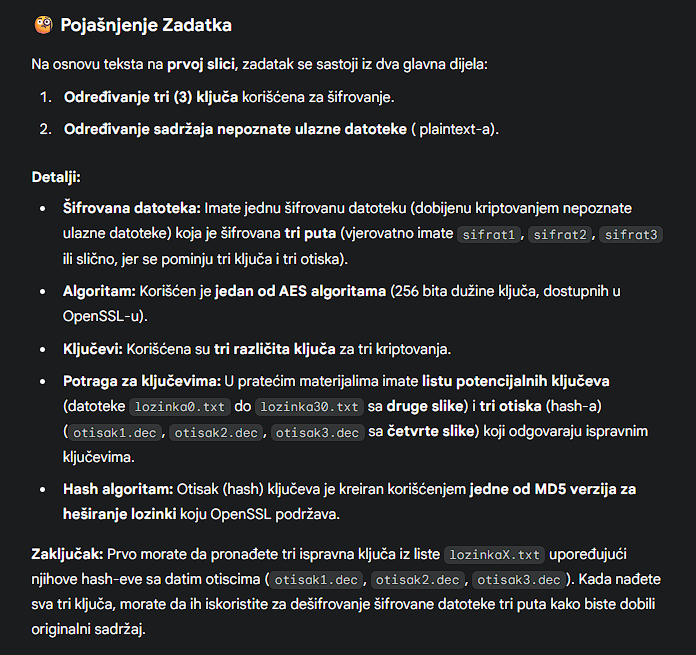 Pojašnjenje Zadatka
Na osnovu teksta na prvoj slici, zadatak se sastoji iz dva glavna dijela:
1. Određivanje tri (3) ključa korišćena za šifrovanje.
2. Određivanje sadržaja nepoznate ulazne datoteke ( plaintext-a).
Detalji:
• Šifrovana datoteka: Imate jednu šifrovanu datoteku (dobijenu kriptovanjem nepoznate
ulazne datoteke) koja je šifrovana tri puta (vjerovatno imate sifrat1, sifrat2, sifrat3
ili slično, jer se pominju tri ključa i tri otiska).
• Algoritam: Korišćen je jedan od AES algoritama (256 bita dužine ključa, dostupnih u
OpenSSL-u).
• Ključevi: Korišćena su tri različita ključa za tri kriptovanja.
• Potraga za ključevima: U pratećim materijalima imate listu potencijalnih ključeva
(datoteke lozinka0.txt do lozinka30.txt sa druge slike) i tri otiska (hash-a)
(otisak1.dec, otisak2.dec, otisak3.dec sa četvrte slike) koji odgovaraju ispravnim
ključevima.
• Hash algoritam: Otisak (hash) ključeva je kreiran korišćenjem jedne od MD5 verzija za
heširanje lozinki koju OpenSSL podržava.
Zaključak: Prvo morate da pronađete tri ispravna ključa iz liste lozinkaX.txt upoređujući
njihove hash-eve sa datim otiscima (otisak1.dec, otisak2.dec, otisak3.dec). Kada nađete
sva tri ključa, morate da ih iskoristite za dešifrovanje šifrovane datoteke tri puta kako biste dobili
originalni sadržaj.